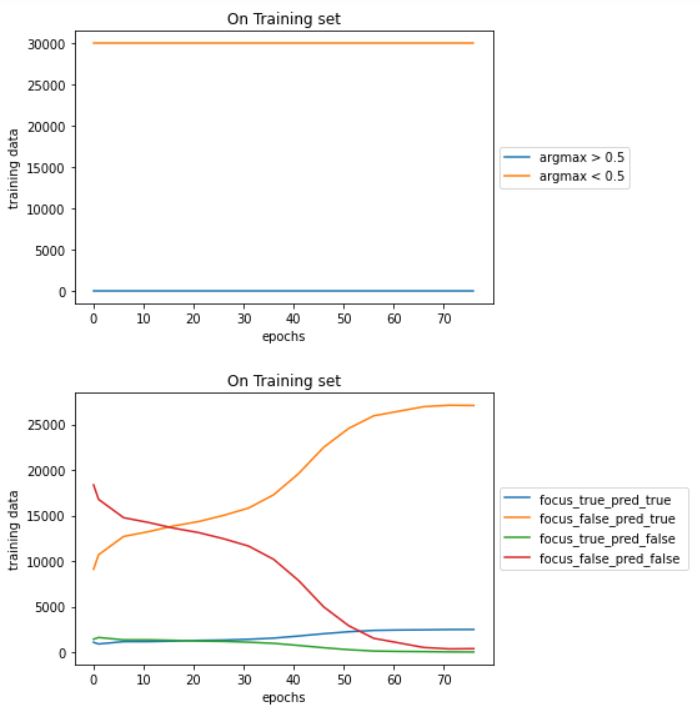 On Training set
30000
25000
20000
15000
10000
5000
0
training data
0 10 20 30 40 50 60 70
epochs
argmax > 0.5
argmax < 0.5
On Training set
25000
20000
15000
10000
5000
0
training data
0 10 20 30 40 50 60 70
epochs
focus_true_pred_true
focus_false_pred_true
focus_true_pred_false
focus_false_pred_false